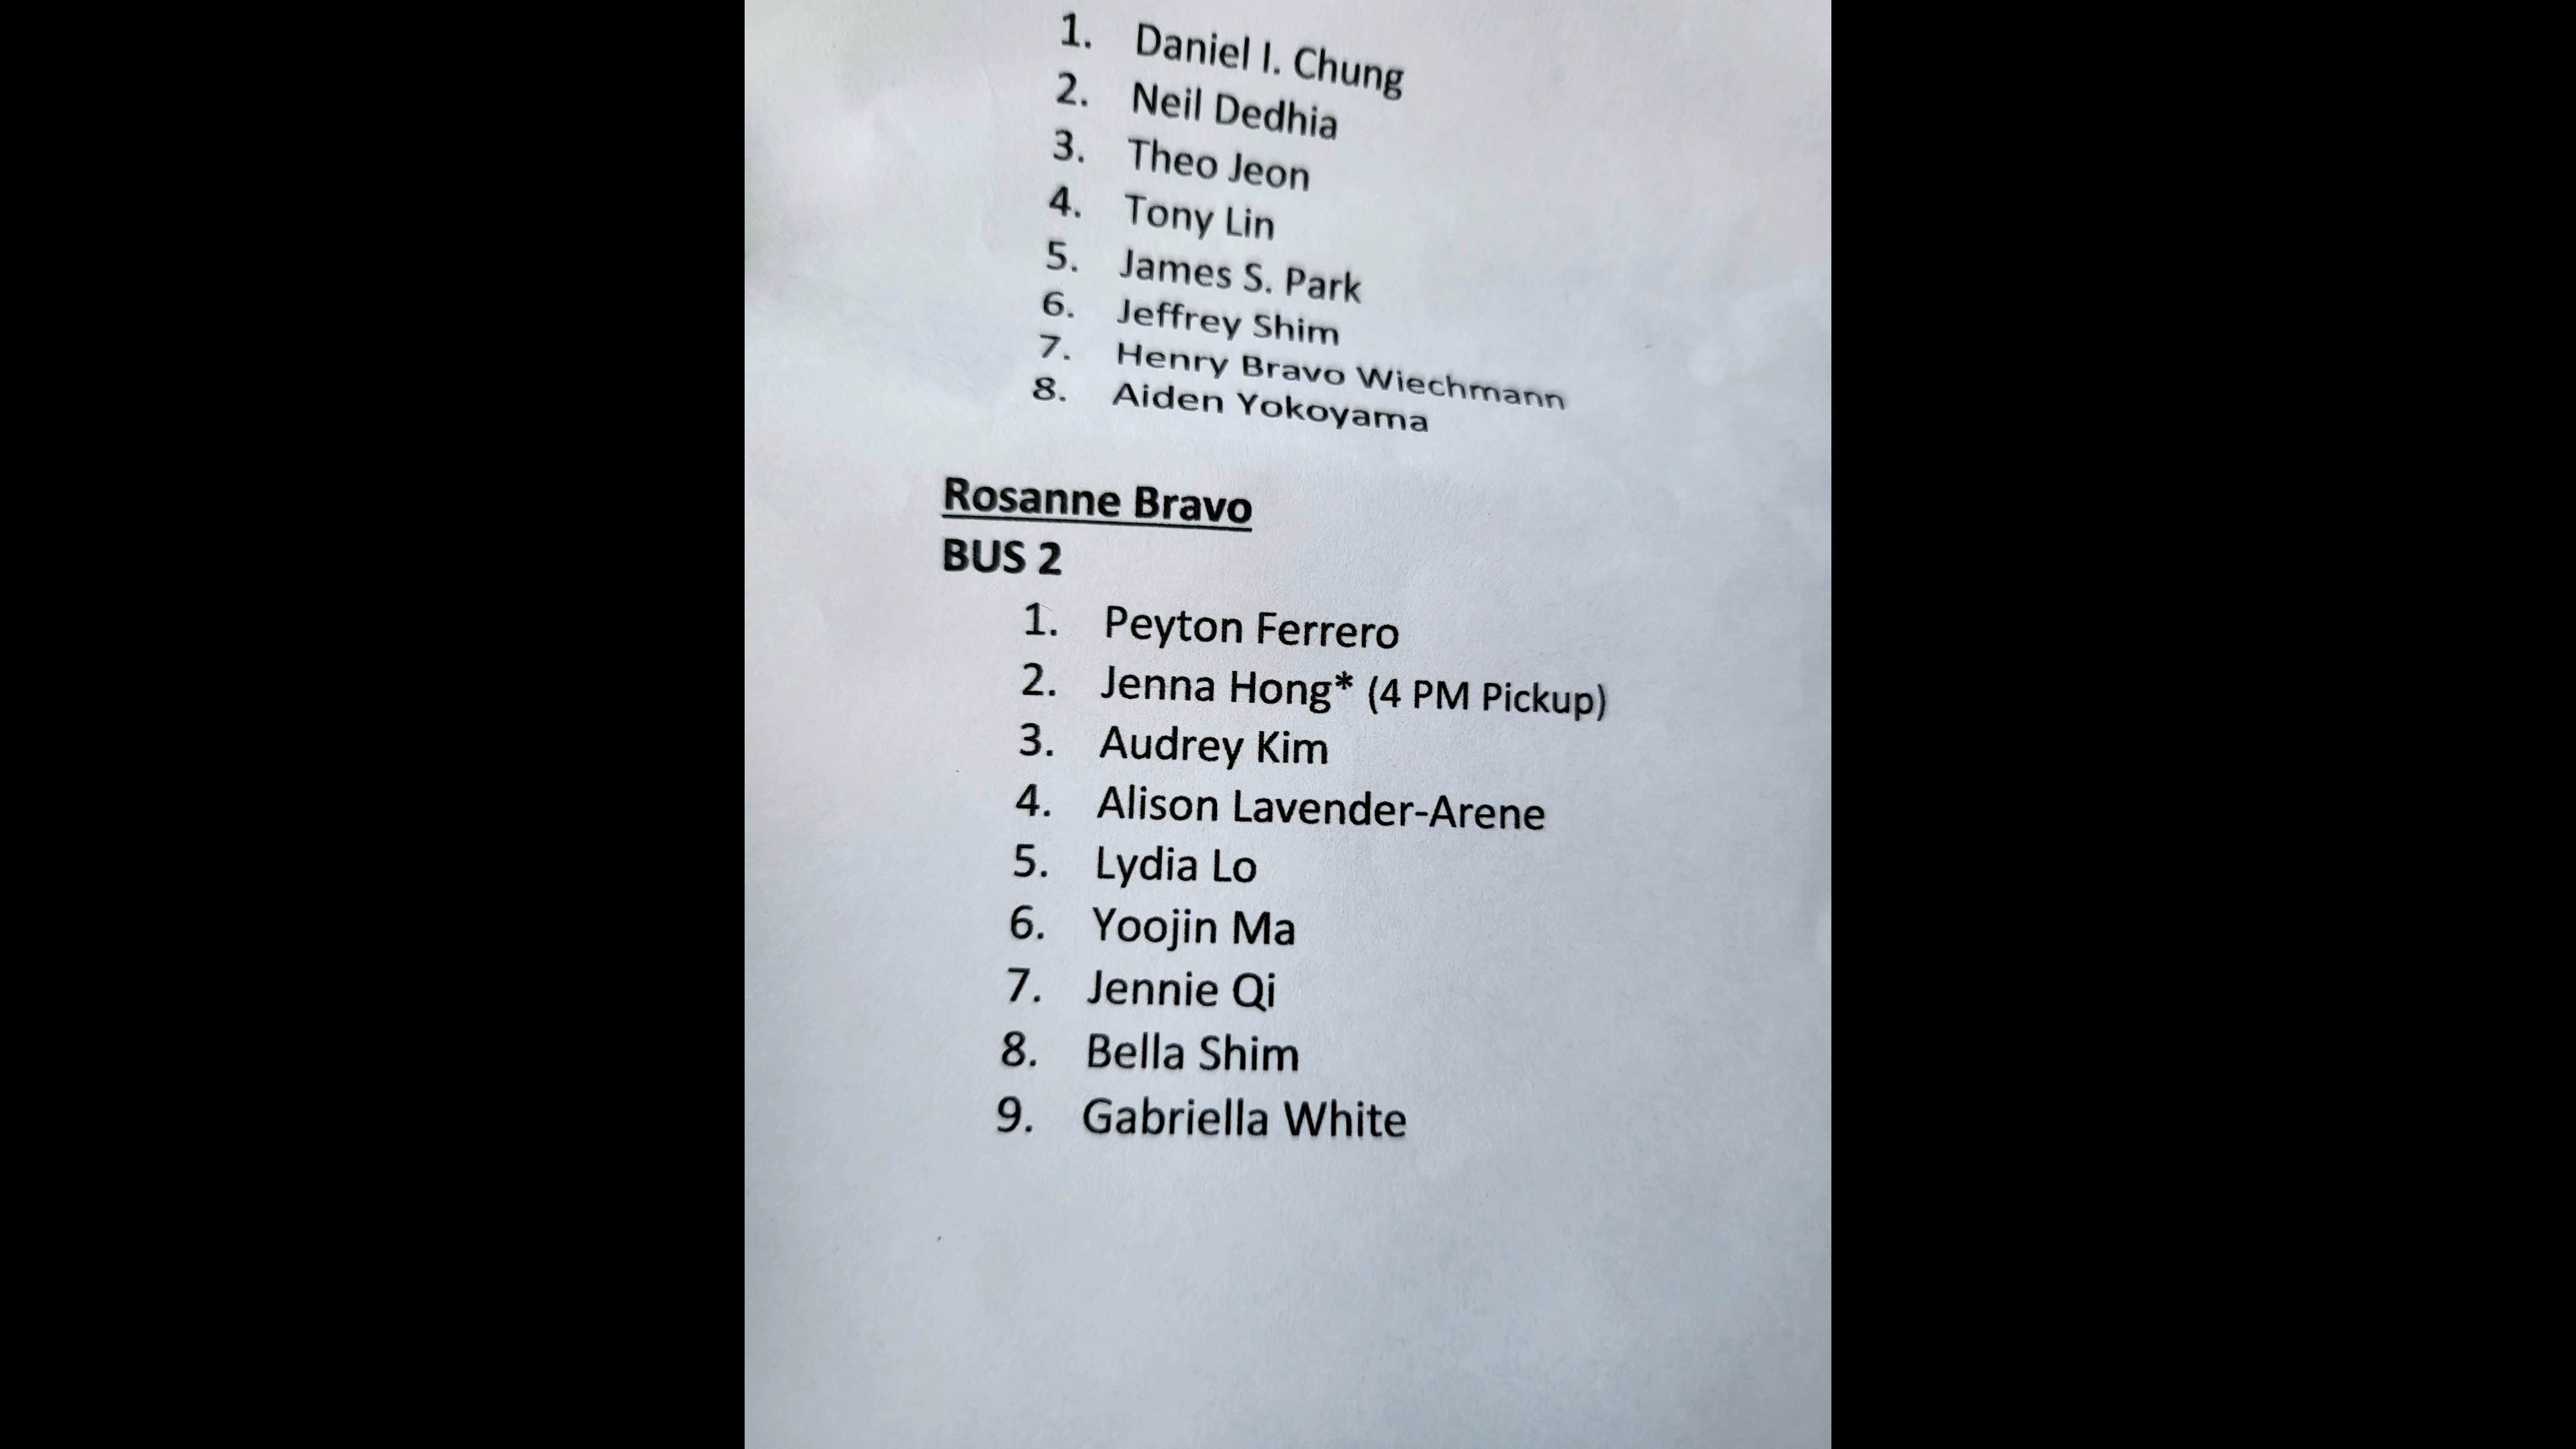 1. Daniel I. Chung
2. Neil Dedhia
3. Theo Jeon
4. Tony Lin
5. James S. Park
6. Jeffrey Shim
7. Henry Bravo Wiechmann
8. Aiden Yokoyama
Rosanne Bravo
BUS 2
1. Peyton Ferrero
2. Jenna Hong* (4 PM Pickup)
3. Audrey Kim
4. Alison Lavender-Arene
5. Lydia Lo
6. Yoojin Ma
7. Jennie Qi
8. Bella Shim
9. Gabriella White